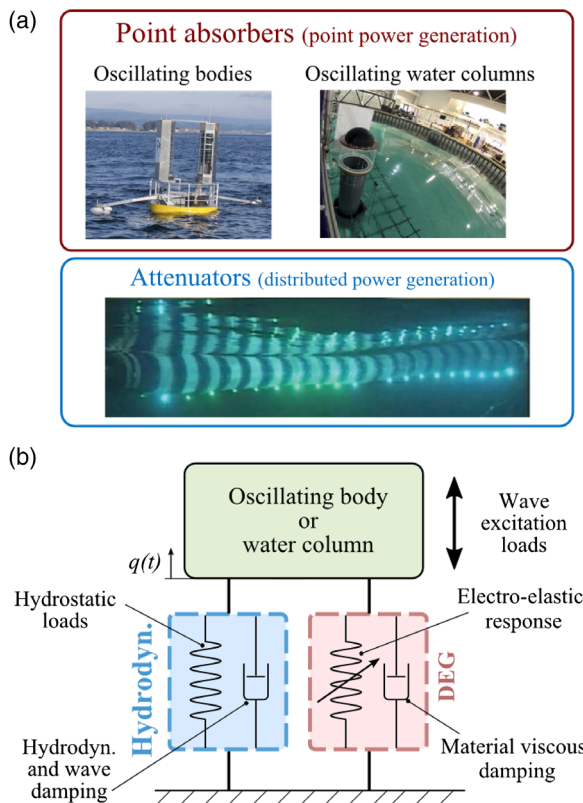 (a)
Point absorbers (point power generation)
Oscillating bodies
Oscillating water columns
Attenuators (distributed power generation)
(b)
Oscillating body
or
water column
Wave
excitation
loads
q(t)
Hydrostatic
loads
Electro-elastic
response
Hydrodyn.
DEG
Hydrodyn.
and wave
damping
Material viscous
damping